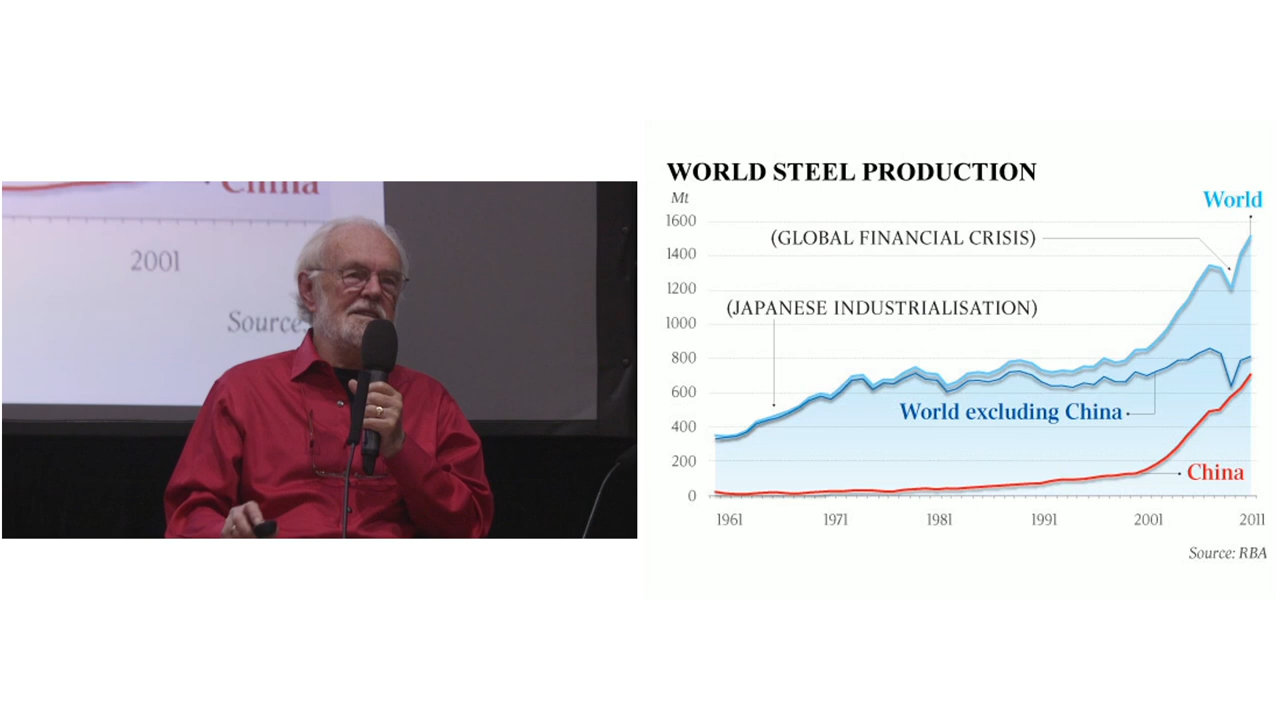 China
2001
Source:
WORLD STEEL PRODUCTION
Mt
World
1600
(GLOBAL FINANCIAL CRISIS)
1400
1200
(JAPANESE INDUSTRIALISATION)
1000
800
600
World excluding China
400
200
China
0
1961 1971 1981 1991 2001 2011
Source: RBA